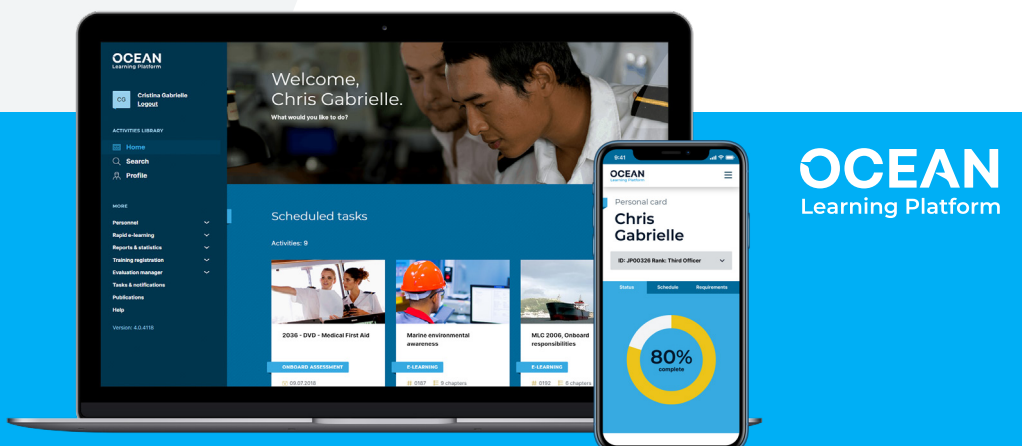 OCEAN
Learning Platform
CG
Cristina Gabrielle
Logout
ACTIVITIES LIBRARY
Home
Search
Profile
MORE
Personnel
Rapid e-learning
Reports & statistics
Training registration
Evaluation manager
Tasks & notifications
Publications
Help
Version: 4.0.4118
Welcome,
Chris Gabrielle.
What would you like to do?
Scheduled tasks
Activities: 9
2036 - DVD - Medical First Aid
ONBOARD ASSESSMENT
09.07.2018
Marine environmental
awareness
E-LEARNING
0187 9 chapters
MLC 2006, Onboard
responsibilities
E-LEARNING
0192 6 chapters
9:41
OCEAN
Learning Platform
Personal card
Chris
Gabrielle
ID: JP00326 Rank: Third Officer
Status Schedule Requirements
80%
complete
OCEAN
Learning Platform